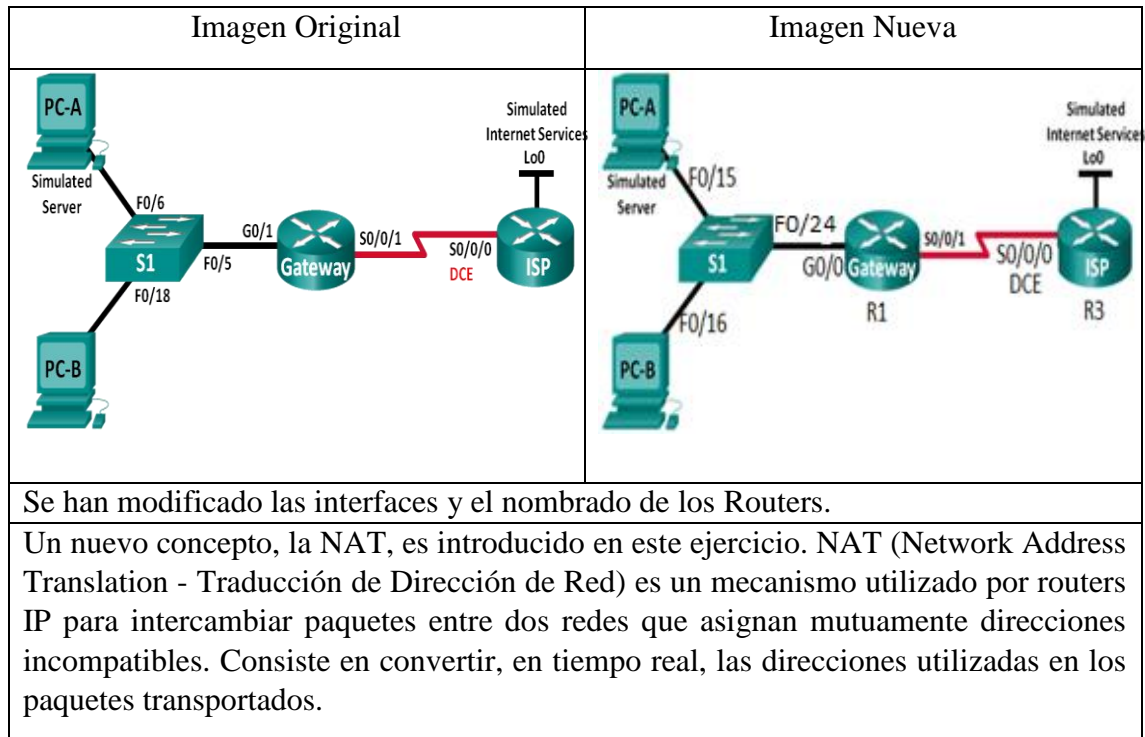 Imagen Original
Imagen Nueva
PC-A
Simulated
Server
F0/6
S1
F0/5
F0/18
PC-B
G0/1
Gateway
S0/0/1
S0/0/0
DCE
ISP
Simulated
Internet Services
Lo0
PC-A
Simulated
Server
F0/15
S1
FO/24
F0/16
PC-B
G0/0
Gateway
R1
S0/0/1
S0/0/0
DCE
ISP
R3
Simulated
Internet Services
Lo0
Se han modificado las interfaces y el nombrado de los Routers.
Un nuevo concepto, la NAT, es introducido en este ejercicio. NAT (Network Address
Translation - Traducción de Dirección de Red) es un mecanismo utilizado por routers
IP para intercambiar paquetes entre dos redes que asignan mutuamente direcciones
incompatibles. Consiste en convertir, en tiempo real, las direcciones utilizadas en los
paquetes transportados.